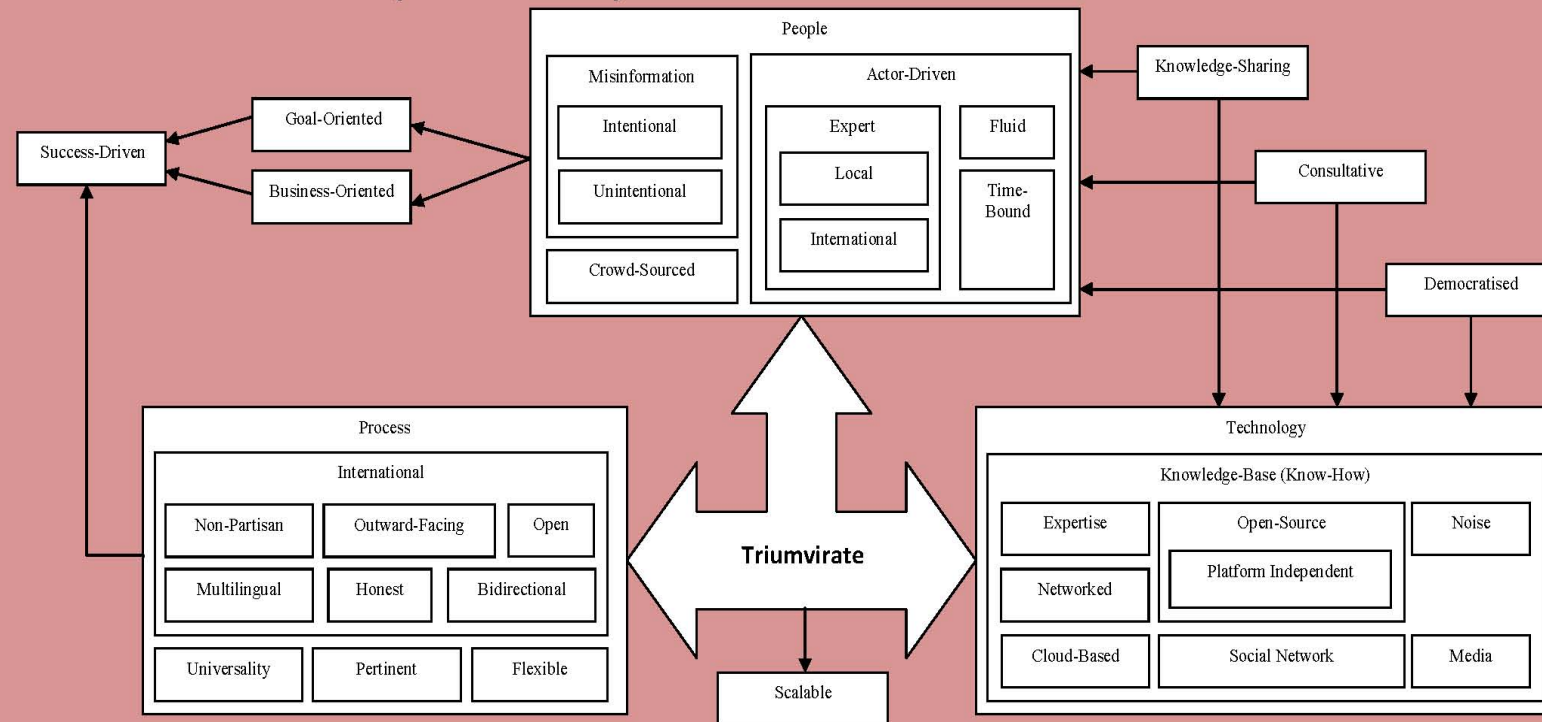 People
Misinformation
Intentional
Unintentional
Crowd-Sourced
Actor-Driven
Expert
Local
International
Fluid
Time-
Bound
Knowledge-Sharing
Consultative
Democratised
Goal-Oriented
Business-Oriented
Success-Driven
Process
International
Non-Partisan
Outward-Facing
Open
Multilingual
Honest
Bidirectional
Universality
Pertinent
Flexible
Triumvirate
Scalable
Technology
Knowledge-Base (Know-How)
Expertise
Open-Source
Noise
Platform Independent
Networked
Cloud-Based
Social Network
Media